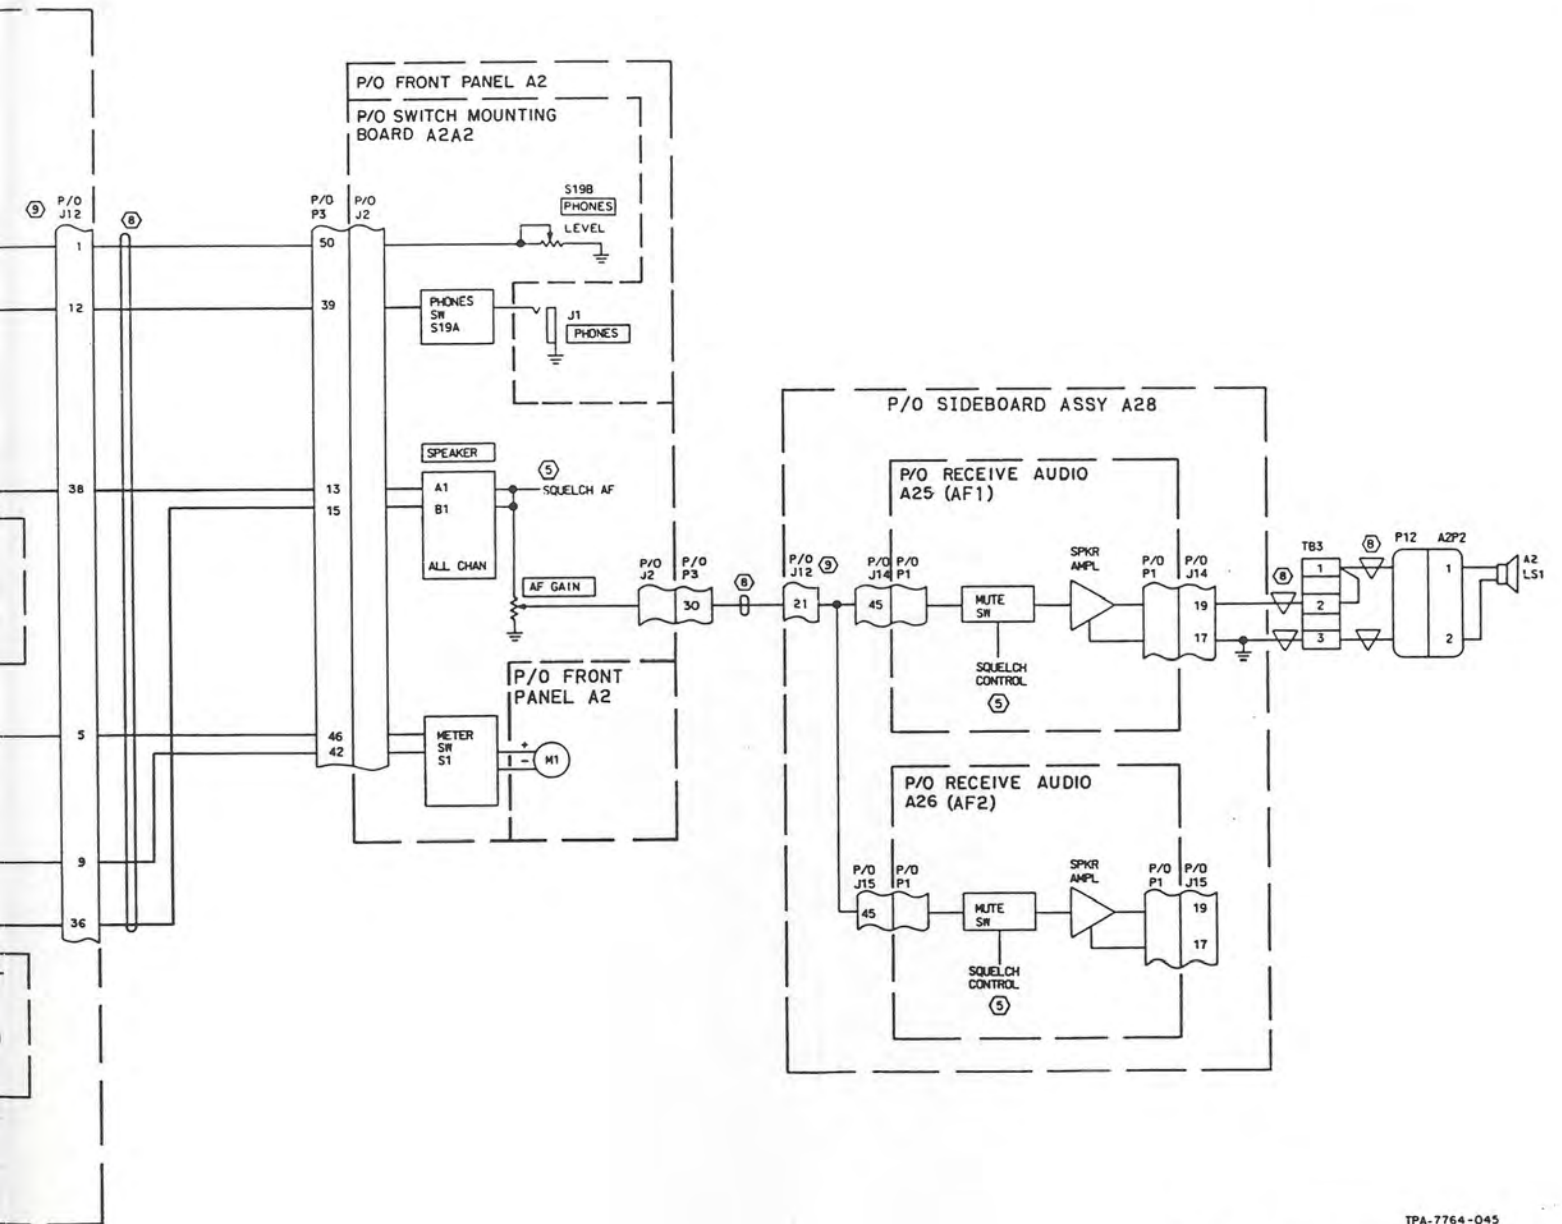 P/O FRONT PANEL A2
P/O SWITCH MOUNTING
BOARD A2A2
9
P/O
J12
8
P/O
P3
P/O
J2
S19B
PHONES
LEVEL
1
50
12
39
PHONES
SW
S19A
J1
PHONES
SPEAKER
38
13
15
A1
B1
ALL CHAN
5
SQUELCH AF
AF GAIN
P/O
J2
P/O
P3
30
8
P/O FRONT
PANEL A2
5
46
42
METER
SW
S1
+
-
M1
9
36
P/O SIDEBOARD ASSY A28
P/O RECEIVE AUDIO
A25 (AF1)
P/O
J12
9
21
P/O
J14
P/O
P1
45
MUTE
SW
SQUELCH
CONTROL
5
SPKR
AMPL
P/O
P1
P/O
J14
19
17
8
TB3
1
2
3
8
P12
A2P2
1
2
A2
LS1
P/O RECEIVE AUDIO
A26 (AF2)
P/O
J15
P/O
P1
45
MUTE
SW
SQUELCH
CONTROL
5
SPKR
AMPL
P/O
P1
P/O
J15
19
17
TPA-7764-045